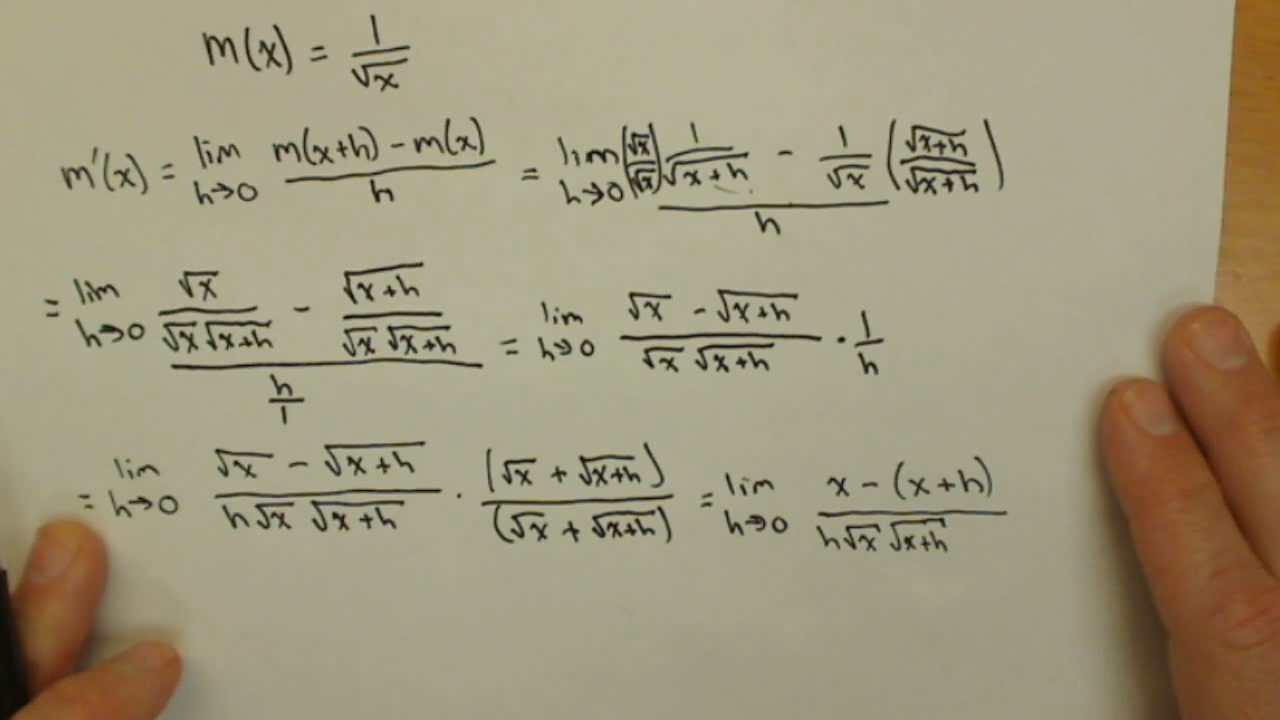 m(x) = 1/√x
m'(x) = lim h→0 (m(x+h) - m(x))/h = lim h→0 ((√x/√x) 1/√(x+h) - 1/√x (√(x+h)/√(x+h)))/h
= lim h→0 (√x/(√x √(x+h)) - √(x+h)/(√x √(x+h)))/(h/1) = lim h→0 (√x - √(x+h))/(√x √(x+h)) · 1/h
= lim h→0 (√x - √(x+h))/(h√x √(x+h)) · (√x + √(x+h))/(√x + √(x+h)) = lim h→0 (x - (x+h))/(h√x √(x+h))